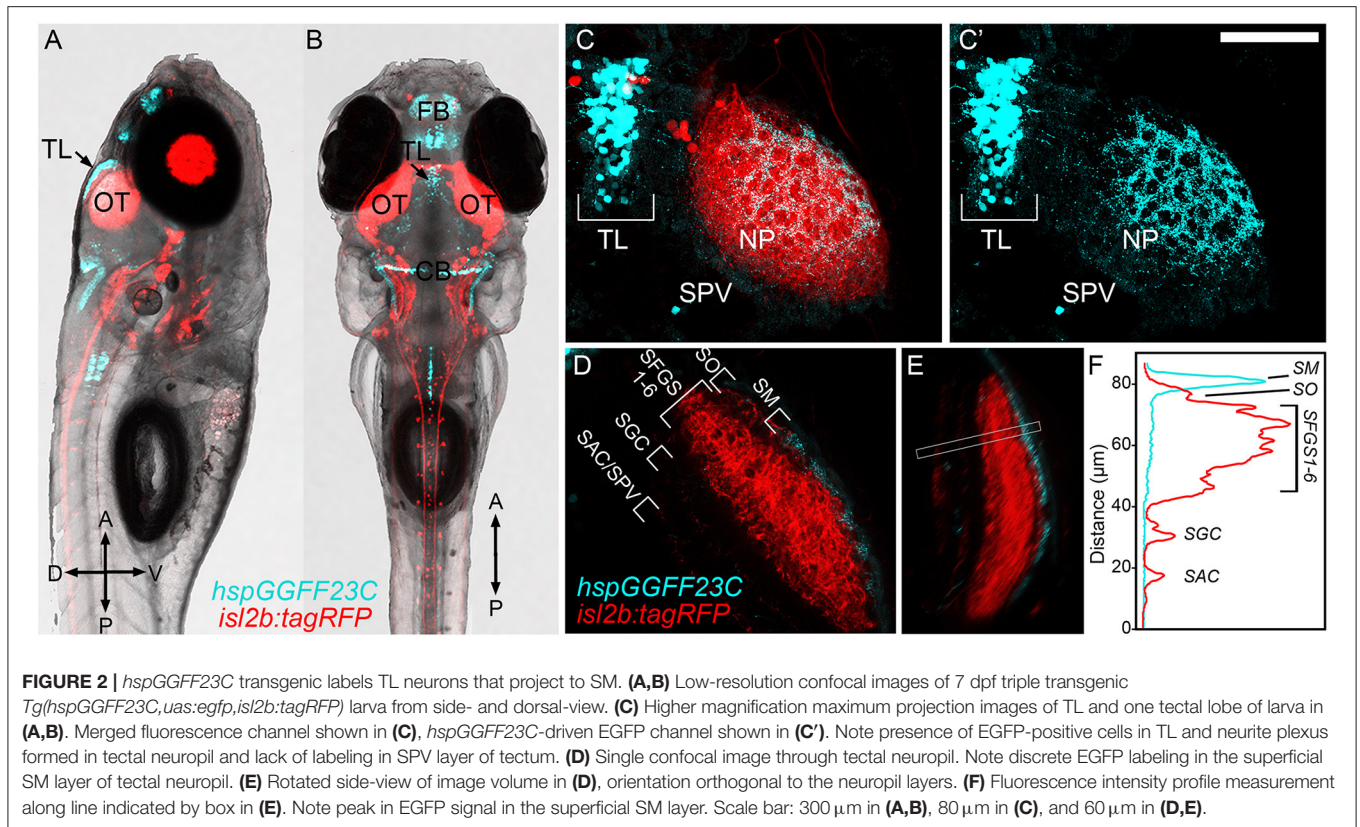 A
TL
OT
A
D V
P
hspGGFF23C
isl2b:tagRFP
B
FB
TL
OT OT
CB
A
P
C
TL
NP
SPV
C'
TL
NP
SPV
D
SO
SM
SFGS
1-6
SGC
SAC/SPV
hspGGFF23C
isl2b:tagRFP
E
F
Distance (µm)
80
60
40
20
0
SM
SO
SFGS1-6
SGC
SAC
FIGURE 2 | hspGGFF23C transgenic labels TL neurons that project to SM. (A,B) Low-resolution confocal images of 7 dpf triple transgenic
Tg(hspGGFF23C,uas:egfp,isl2b:tagRFP) larva from side- and dorsal-view. (C) Higher magnification maximum projection images of TL and one tectal lobe of larva in
(A,B). Merged fluorescence channel shown in (C), hspGGFF23C-driven EGFP channel shown in (C′). Note presence of EGFP-positive cells in TL and neurite plexus
formed in tectal neuropil and lack of labeling in SPV layer of tectum. (D) Single confocal image through tectal neuropil. Note discrete EGFP labeling in the superficial
SM layer of tectal neuropil. (E) Rotated side-view of image volume in (D), orientation orthogonal to the neuropil layers. (F) Fluorescence intensity profile measurement
along line indicated by box in (E). Note peak in EGFP signal in the superficial SM layer. Scale bar: 300 µm in (A,B), 80 µm in (C), and 60 µm in (D,E).